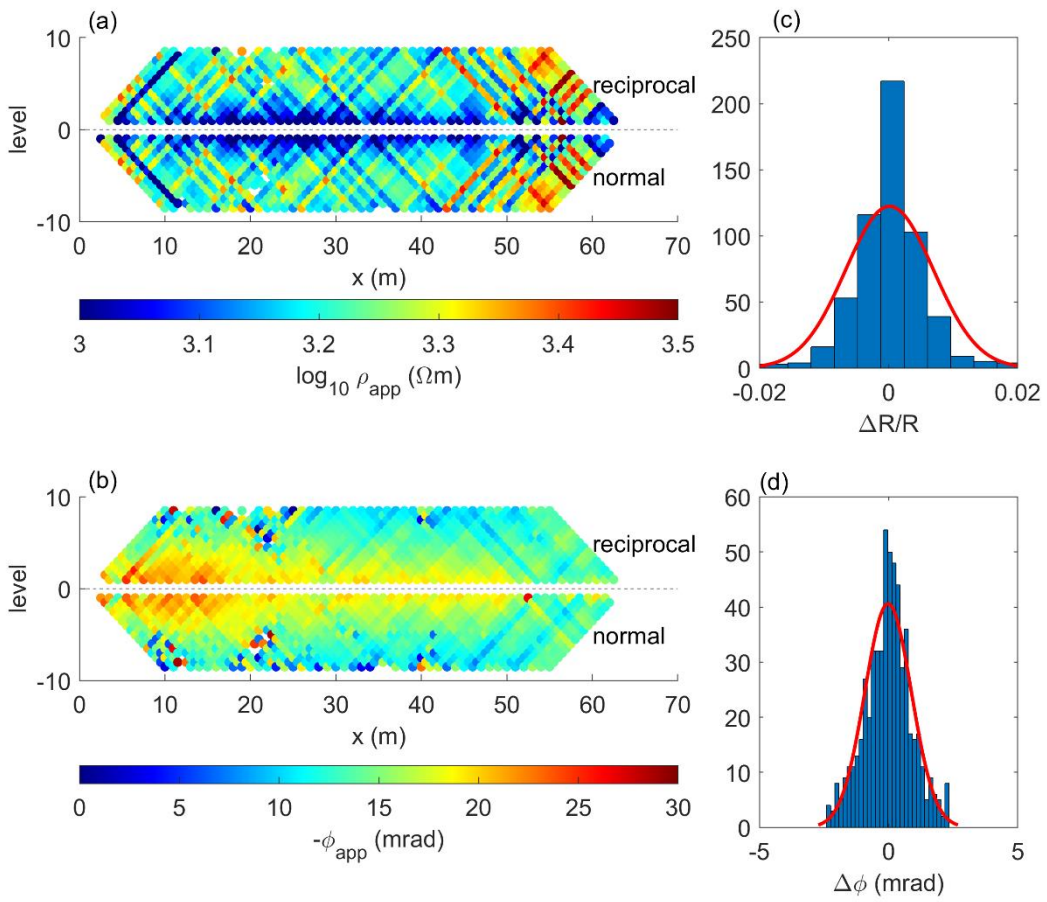 (a)
10
0
-10
level
reciprocal
normal
0 10 20 30 40 50 60 70
x (m)
3 3.1 3.2 3.3 3.4 3.5
log10 ρapp (Ωm)
(b)
10
0
-10
level
reciprocal
normal
0 10 20 30 40 50 60 70
x (m)
0 5 10 15 20 25 30
-ϕapp (mrad)
(c)
250
200
150
100
50
0
-0.02 0 0.02
ΔR/R
(d)
60
50
40
30
20
10
0
-5 0 5
Δϕ (mrad)